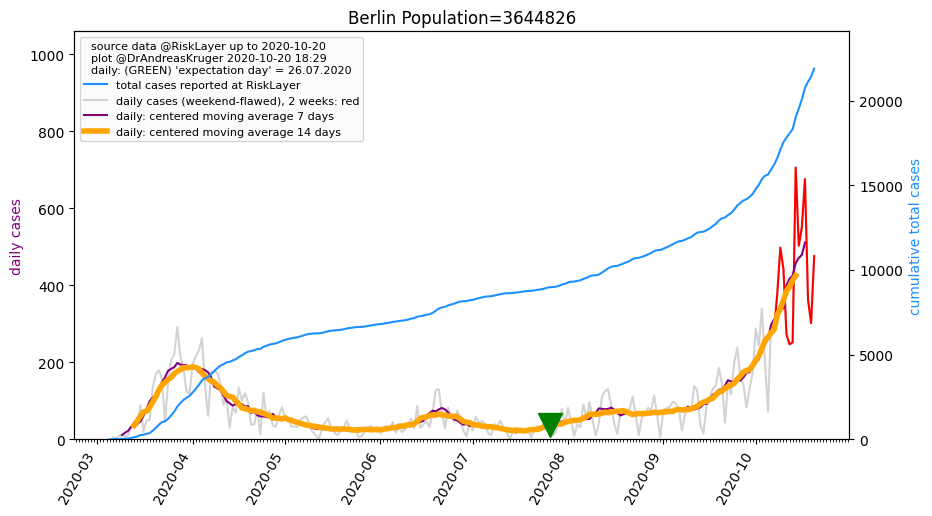 Berlin Population=3644826
source data @RiskLayer up to 2020-10-20
plot @DrAndreasKruger 2020-10-20 18:29
daily: (GREEN) 'expectation day' = 26.07.2020
total cases reported at RiskLayer
daily cases (weekend-flawed), 2 weeks: red
daily: centered moving average 7 days
daily: centered moving average 14 days
daily cases
1000
800
600
400
200
0
cumulative total cases
20000
15000
10000
5000
0
2020-03
2020-04
2020-05
2020-06
2020-07
2020-08
2020-09
2020-10